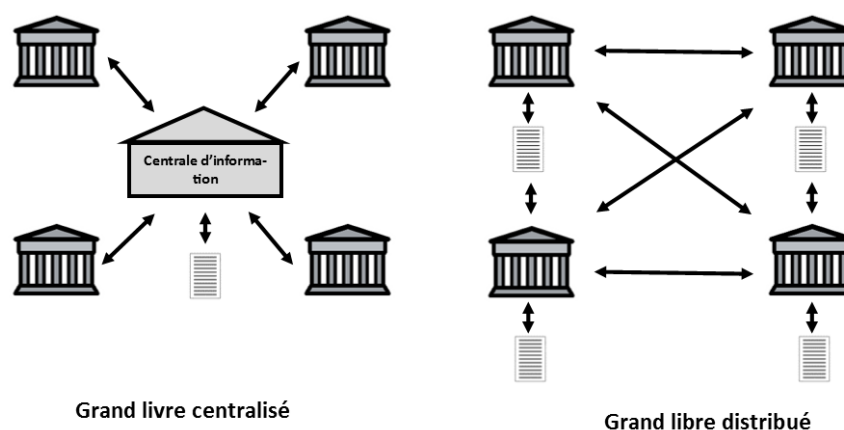 Centrale d'informa-
tion
Grand livre centralisé
Grand libre distribué